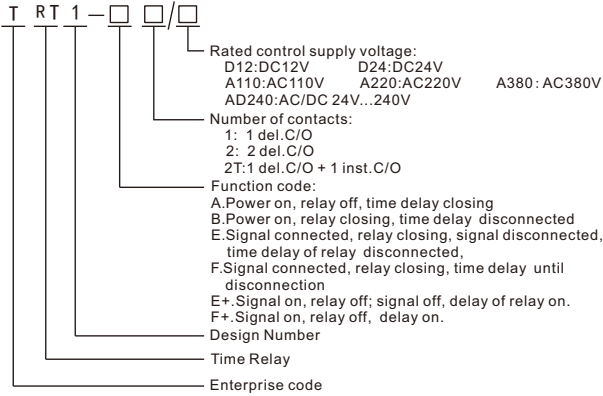 T RT 1 – □ □/□
Rated control supply voltage:
D12:DC12V D24:DC24V
A110:AC110V A220:AC220V A380:AC380V
AD240:AC/DC 24V...240V
Number of contacts:
1: 1 del.C/O
2: 2 del.C/O
2T:1 del.C/O + 1 inst.C/O
Function code:
A.Power on, relay off, time delay closing
B.Power on, relay closing, time delay disconnected
E.Signal connected, relay closing, signal disconnected,
time delay of relay disconnected,
F.Signal connected, relay closing, time delay until
disconnection
E+.Signal on, relay off; signal off, delay of relay on.
F+.Signal on, relay off, delay on.
Design Number
Time Relay
Enterprise code